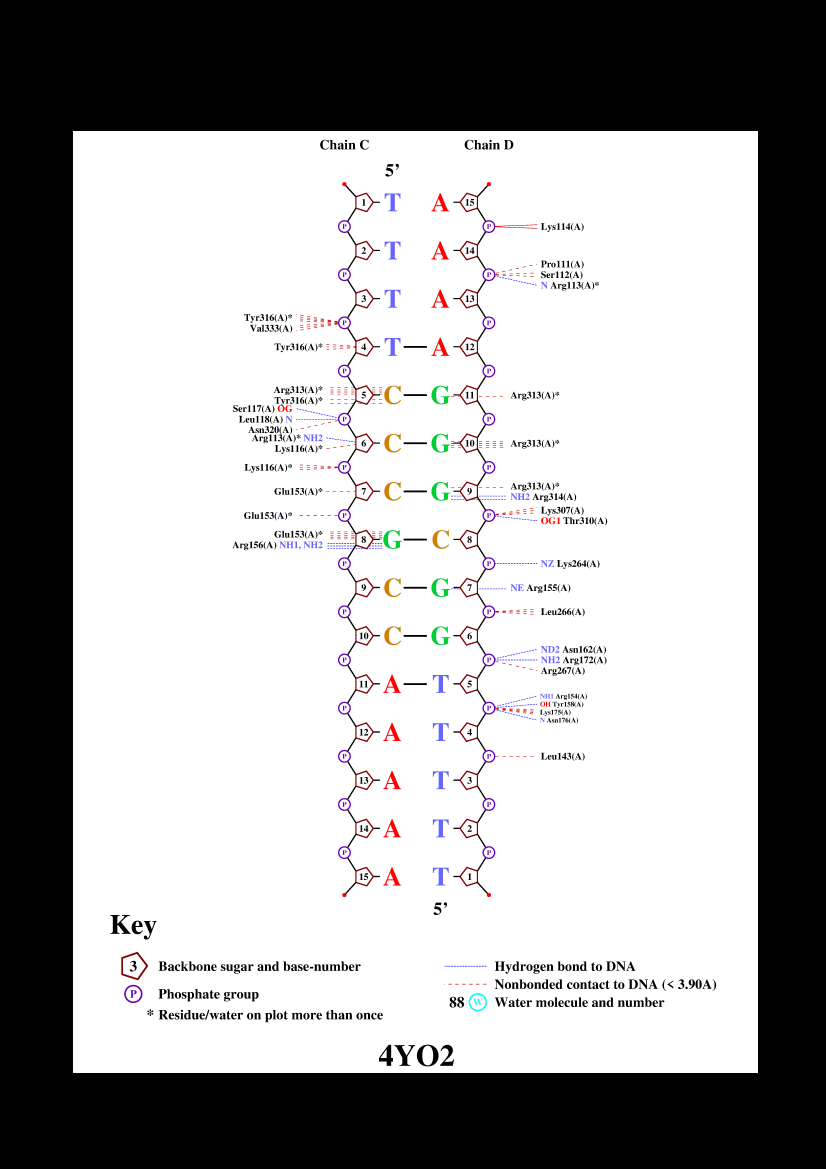 Chain C Chain D
5’
1 T A 15
P P Lys114(A)
2 T A 14
Pro111(A)
P P Ser112(A)
N Arg113(A)*
3 T A 13
Tyr316(A)* P P
Val333(A)
Tyr316(A)* 4 T A 12
P P
Arg313(A)* 5 C G 11 Arg313(A)*
Tyr316(A)*
Ser117(A) OG
Leu118(A) N P P
Asn320(A)
Arg113(A)* NH2 6 C G 10 Arg313(A)*
Lys116(A)*
Lys116(A)* P P
Arg313(A)*
Glu153(A)* 7 C G 9 NH2 Arg314(A)
Lys307(A)
Glu153(A)* P P OG1 Thr310(A)
Glu153(A)* 8 G C 8
Arg156(A) NH1, NH2
P P NZ Lys264(A)
9 C G 7 NE Arg155(A)
P P Leu266(A)
10 C G 6
ND2 Asn162(A)
P P NH2 Arg172(A)
Arg267(A)
11 A T 5
NH1 Arg154(A)
OH Tyr158(A)
P P Lys175(A)
N Asn176(A)
12 A T 4
P P Leu143(A)
13 A T 3
P P
14 A T 2
P P
15 A T 1
5’
Key
3 Backbone sugar and base-number
P Phosphate group
* Residue/water on plot more than once
Hydrogen bond to DNA
Nonbonded contact to DNA (< 3.90A)
88 W Water molecule and number
4YO2